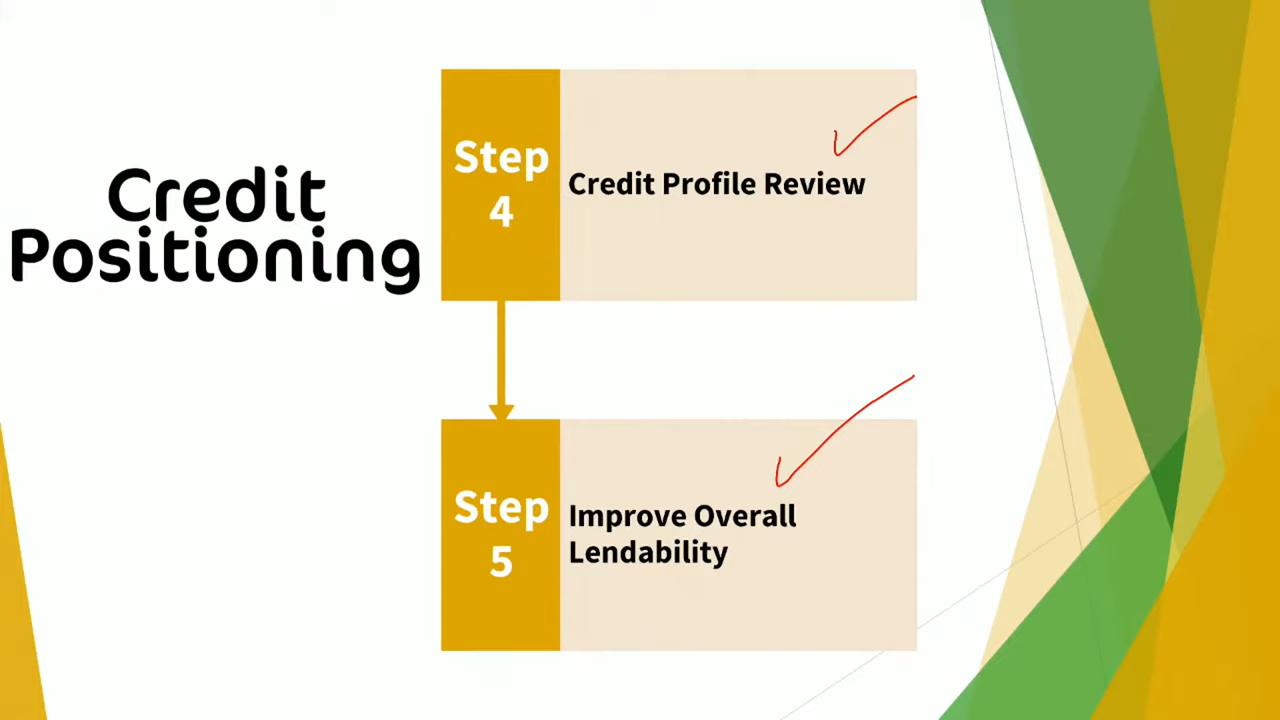 Credit
Positioning
Step
4
Credit Profile Review
Step
5
Improve Overall
Lendability